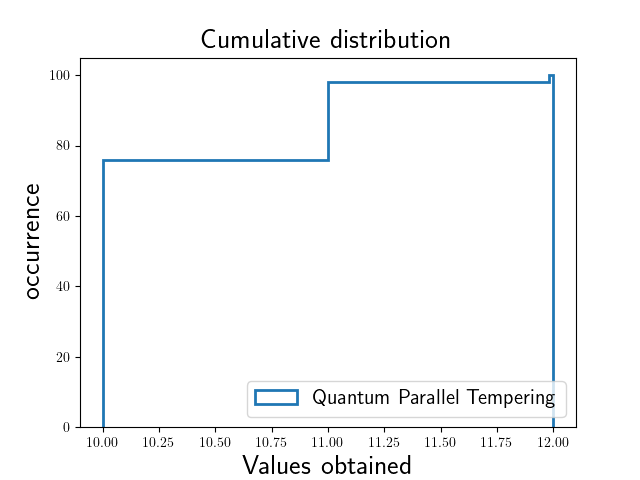 Cumulative distribution
occurrence
100
80
60
40
20
0
Quantum Parallel Tempering
10.00 10.25 10.50 10.75 11.00 11.25 11.50 11.75 12.00
Values obtained